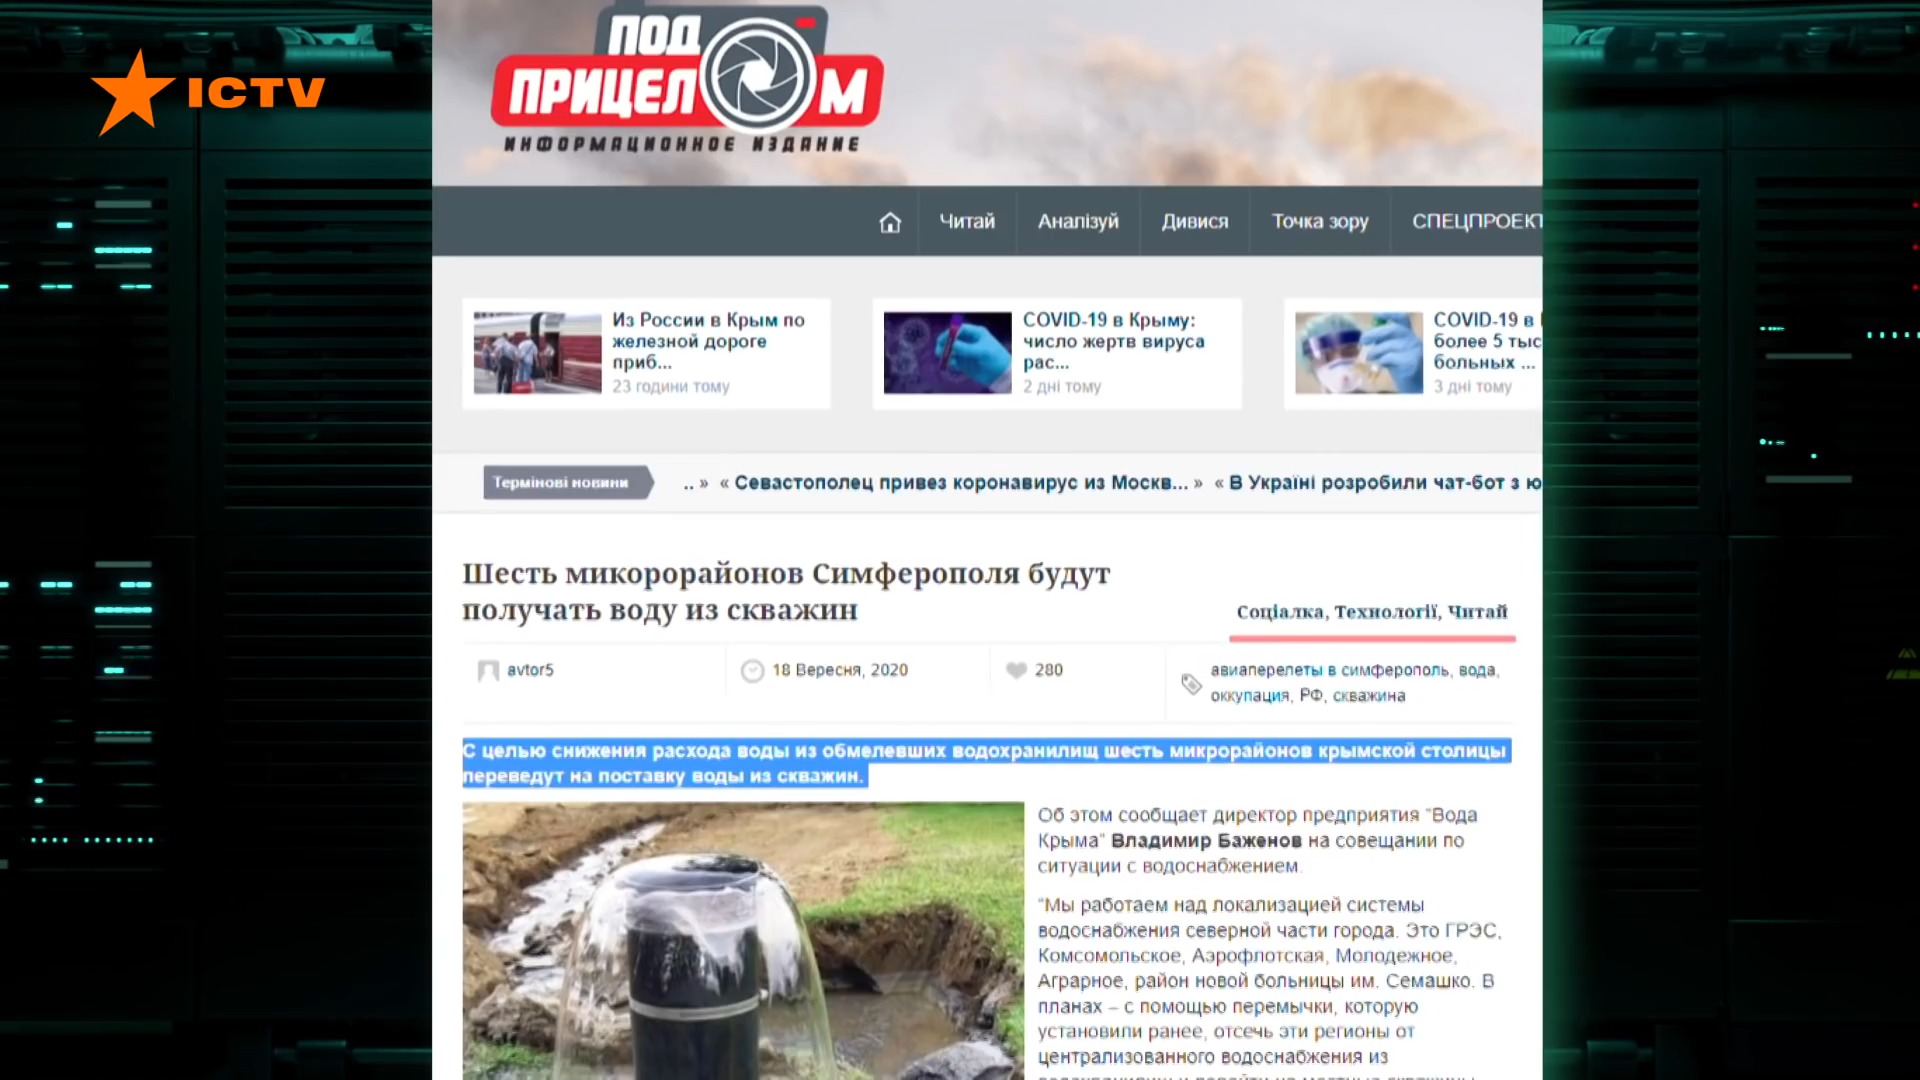 ICTV
ПОД
ПРИЦЕЛОМ
ИНФОРМАЦИОННОЕ ИЗДАНИЕ
Читай
Аналізуй
Дивися
Точка зору
СПЕЦПРОЕКТ
Из России в Крым по
железной дороге
приб...
23 години тому
COVID-19 в Крыму:
число жертв вируса
рас...
2 дні тому
COVID-19 в
более 5 тыс
больных ...
3 дні тому
Термінові новини
.. » « Севастополец привез коронавирус из Москв... » « В Україні розробили чат-бот з ю
Шесть микорорайонов Симферополя будут
получать воду из скважин
Соціалка, Технології, Читай
avtor5
18 Вересня, 2020
280
авиаперелеты в симферополь, вода,
оккупация, РФ, скважина
С целью снижения расхода воды из обмелевших водохранилищ шесть микрорайонов крымской столицы
переведут на поставку воды из скважин.
Об этом сообщает директор предприятия "Вода
Крыма" Владимир Баженов на совещании по
ситуации с водоснабжением.
"Мы работаем над локализацией системы
водоснабжения северной части города. Это ГРЭС,
Комсомольское, Аэрофлотская, Молодежное,
Аграрное, район новой больницы им. Семашко. В
планах – с помощью перемычки, которую
установили ранее, отсечь эти регионы от
централизованного водоснабжения из